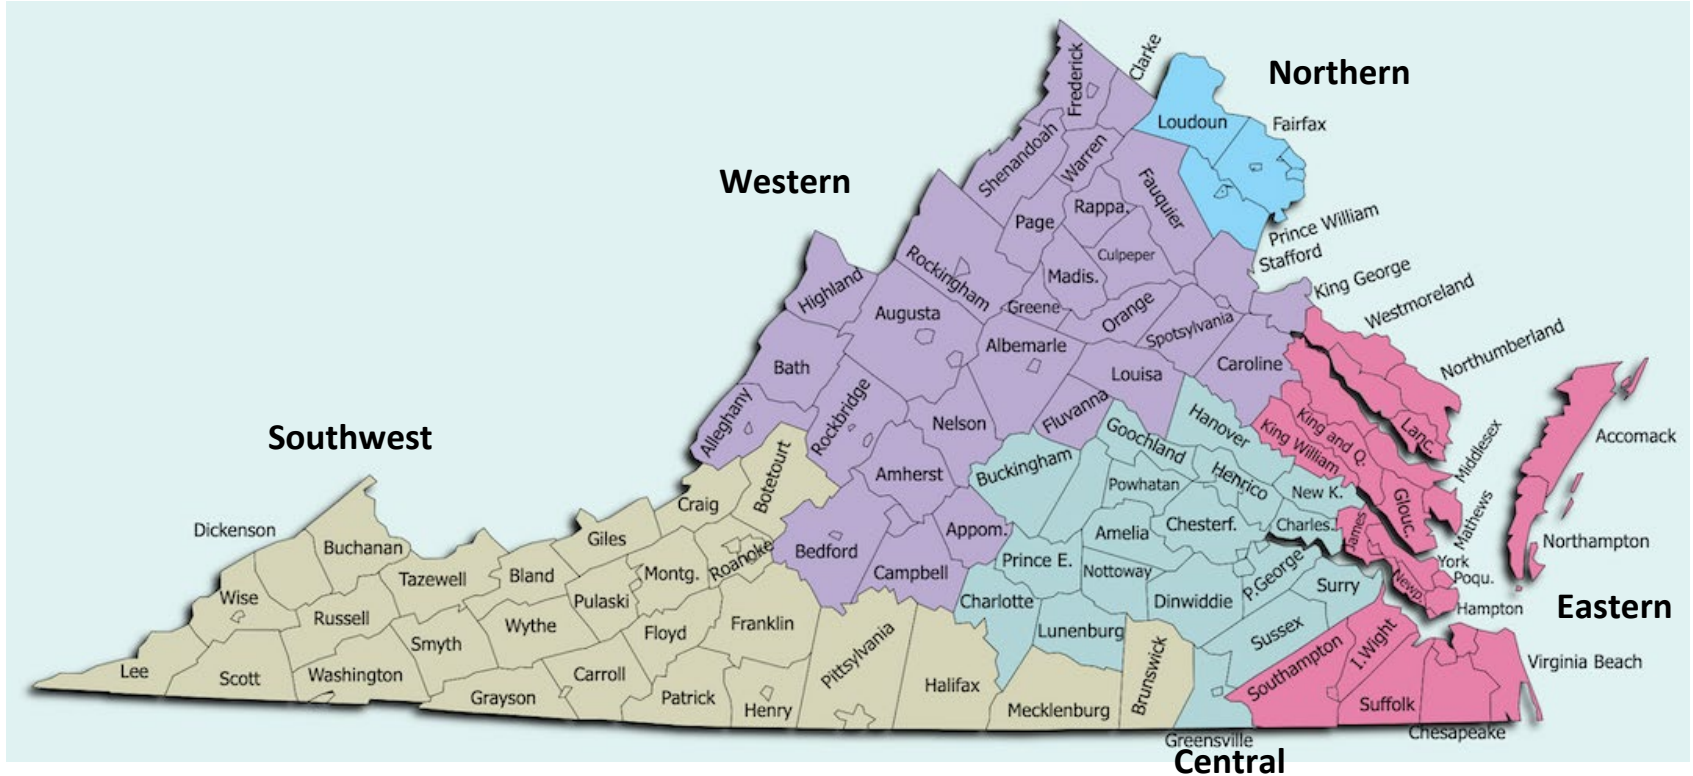 Northern
Western
Southwest
Eastern
Central
Frederick
Clarke
Loudoun
Fairfax
Shenandoah
Warren
Fauquier
Page
Rappa.
Prince William
Culpeper
Stafford
Rockingham
Madis.
King George
Highland
Greene
Orange
Westmoreland
Augusta
Spotsylvania
Albemarle
Northumberland
Bath
Louisa
Caroline
Alleghany
Rockbridge
Nelson
Fluvanna
Hanover
King and Q.
Lanc.
Accomack
Goochland
King William
Middlesex
Botetourt
Amherst
Buckingham
Powhatan
Henrico
New K.
Glouc.
Mathews
Craig
Dickenson
Buchanan
Giles
Appom.
Amelia
Chesterf.
Charles.
James
Northampton
Bedford
Roanoke
Prince E.
York
Tazewell
Bland
Montg.
Campbell
Nottoway
P.George
Surry
Newp.
Poqu.
Wise
Pulaski
Charlotte
Dinwiddie
Hampton
Russell
Wythe
Floyd
Franklin
Lunenburg
Sussex
Smyth
Pittsylvania
Brunswick
Southampton
I.Wight
Virginia Beach
Lee
Scott
Washington
Carroll
Halifax
Grayson
Patrick
Henry
Mecklenburg
Suffolk
Chesapeake
Greensville